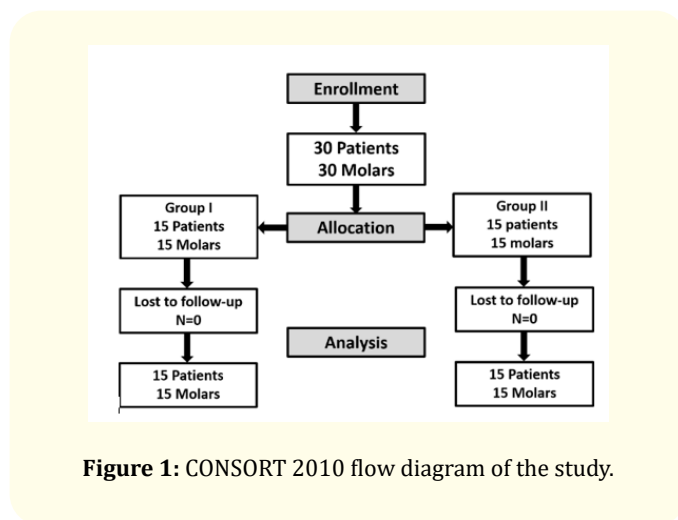 Enrollment
30 Patients
30 Molars
Allocation
Group I
15 Patients
15 Molars
Group II
15 patients
15 molars
Lost to follow-up
N=0
Lost to follow-up
N=0
Analysis
15 Patients
15 Molars
15 Patients
15 Molars
Figure 1: CONSORT 2010 flow diagram of the study.